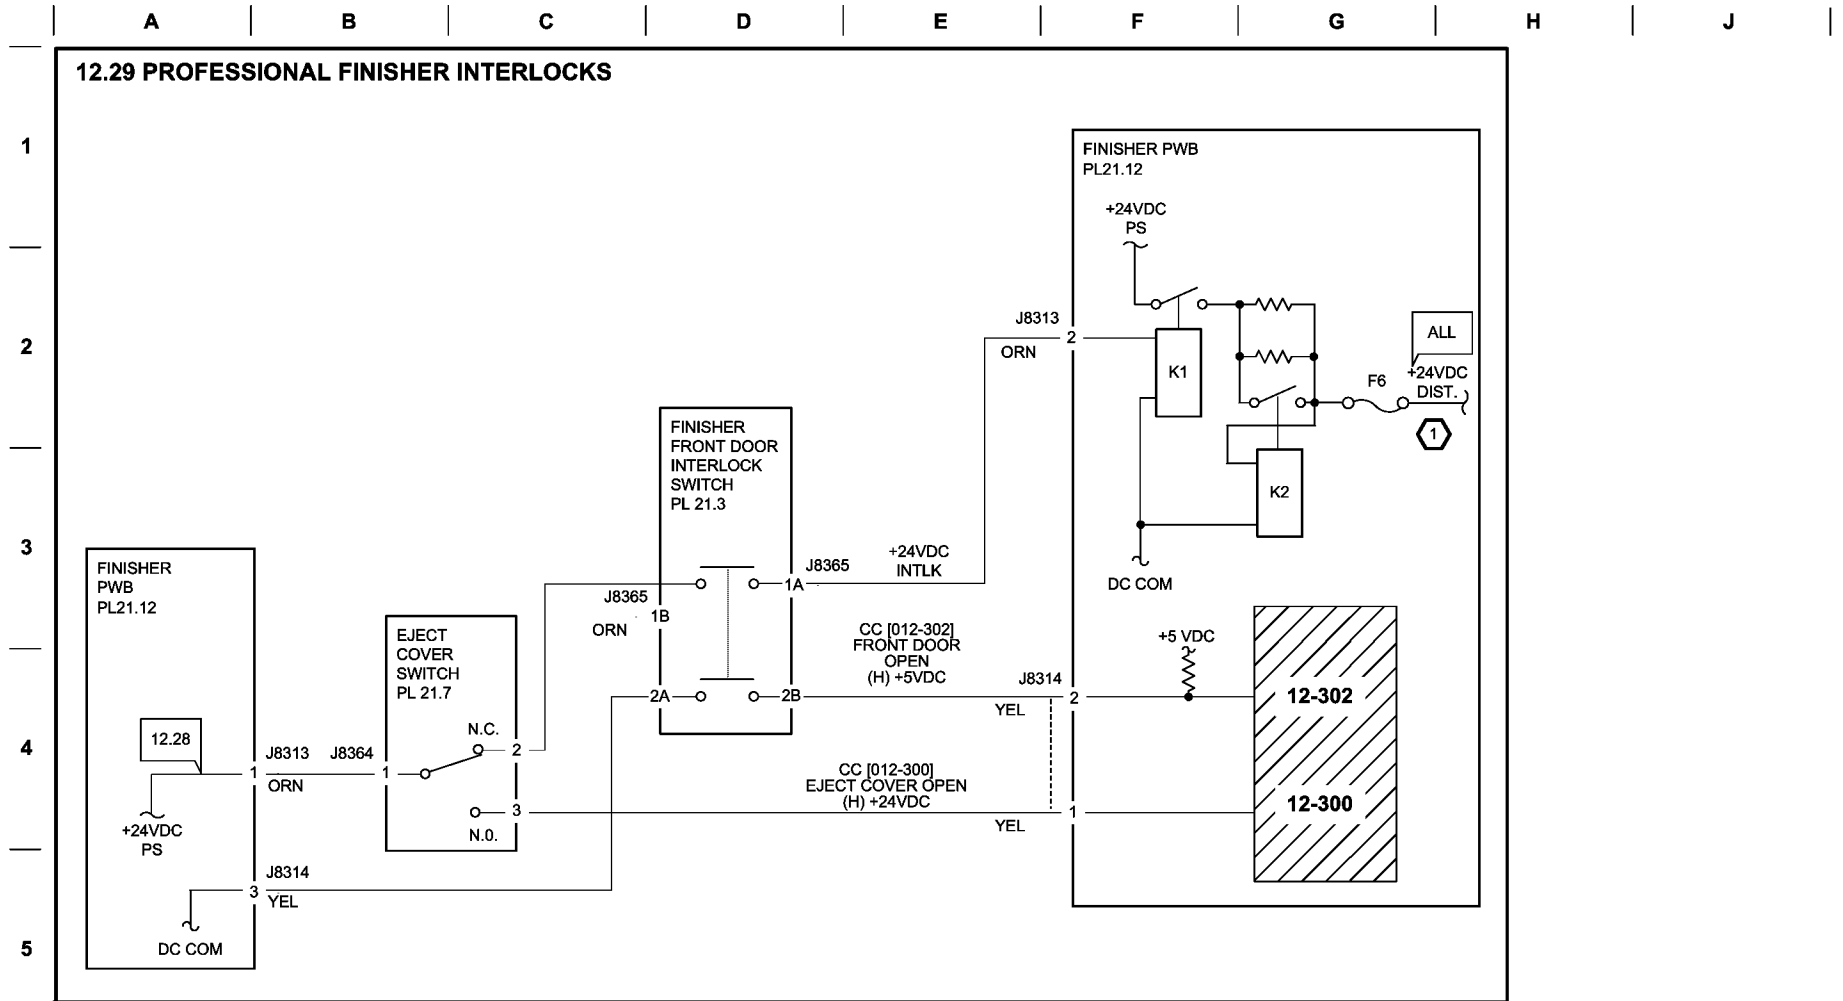 A B C D E F G H J
12.29 PROFESSIONAL FINISHER INTERLOCKS
1
2
3
4
5
FINISHER PWB
PL21.12
+24VDC
PS
J8313
2
ORN
K1
ALL
F6
+24VDC
DIST.
1
K2
DC COM
FINISHER
FRONT DOOR
INTERLOCK
SWITCH
PL 21.3
J8365
1A
+24VDC
INTLK
J8365
1B
ORN
2A
2B
CC [012-302]
FRONT DOOR
OPEN
(H) +5VDC
J8314
2
YEL
+5 VDC
12-302
CC [012-300]
EJECT COVER OPEN
(H) +24VDC
1
YEL
12-300
FINISHER
PWB
PL21.12
12.28
+24VDC
PS
J8313
1
ORN
J8364
1
EJECT
COVER
SWITCH
PL 21.7
N.C.
2
3
N.0.
J8314
3
YEL
DC COM